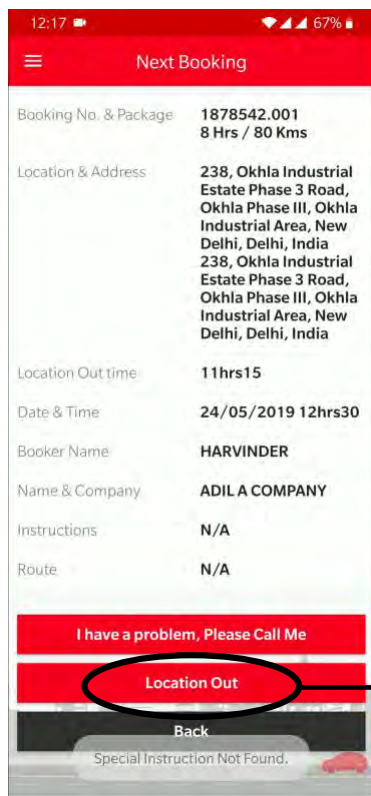 12:17 67%
Next Booking
Booking No. & Package 1878542.001
8 Hrs / 80 Kms
Location & Address 238, Okhla Industrial
Estate Phase 3 Road,
Okhla Phase III, Okhla
Industrial Area, New
Delhi, Delhi, India
238, Okhla Industrial
Estate Phase 3 Road,
Okhla Phase III, Okhla
Industrial Area, New
Delhi, Delhi, India
Location Out time 11hrs15
Date & Time 24/05/2019 12hrs30
Booker Name HARVINDER
Name & Company ADIL A COMPANY
Instructions N/A
Route N/A
I have a problem, Please Call Me
Location Out
Back
Special Instruction Not Found.